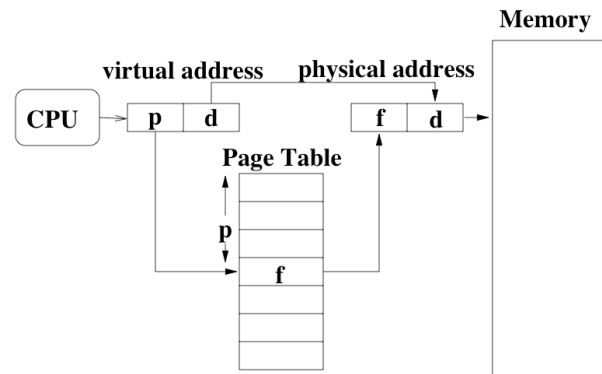 Memory
virtual address
physical address
CPU
p d
f d
Page Table
p
f